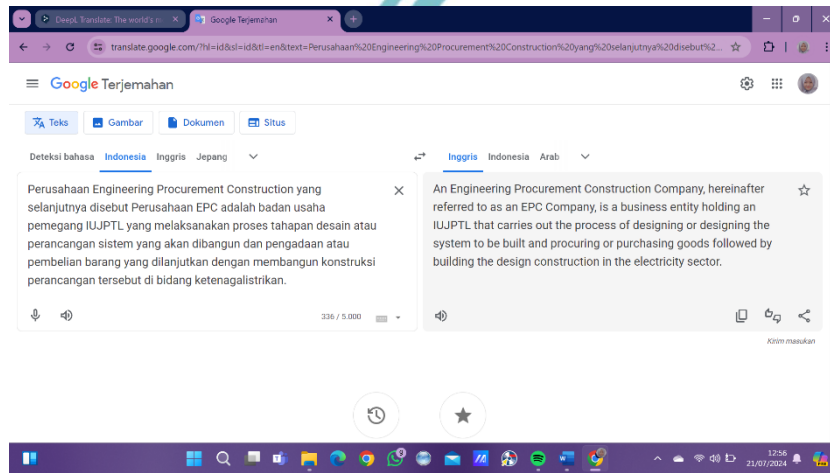 DeepL Translate: The world's m
Google Terjemahan
translate.google.com/?hl=id&sl=id&tl=en&text=Perusahaan%20Engineering%20Procurement%20Construction%20yang%20selanjutnya%20disebut%2...
Google Terjemahan
Teks Gambar Dokumen Situs
Deteksi bahasa Indonesia Inggris Jepang
Inggris Indonesia Arab
Perusahaan Engineering Procurement Construction yang
selanjutnya disebut Perusahaan EPC adalah badan usaha
pemegang IUJPTL yang melaksanakan proses tahapan desain atau
perancangan sistem yang akan dibangun dan pengadaan atau
pembelian barang yang dilanjutkan dengan membangun konstruksi
perancangan tersebut di bidang ketenagalistrikan.
336 / 5.000
An Engineering Procurement Construction Company, hereinafter
referred to as an EPC Company, is a business entity holding an
IUJPTL that carries out the process of designing or designing the
system to be built and procuring or purchasing goods followed by
building the design construction in the electricity sector.
Kirim masukan
12:56
21/07/2024